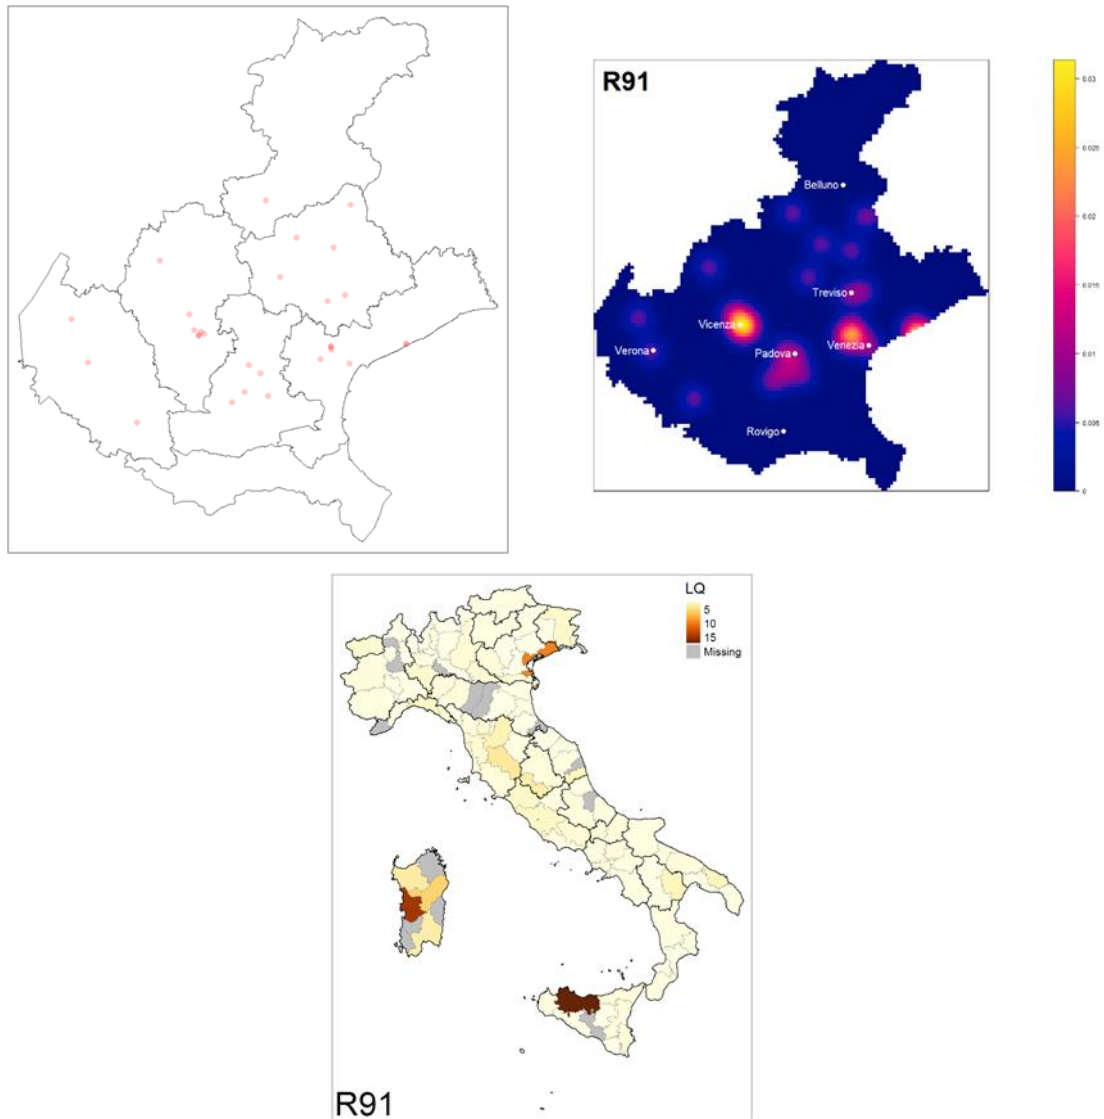 R91
0.03
0.025
0.02
0.015
0.01
0.005
0
Belluno
Treviso
Vicenza
Venezia
Verona
Padova
Rovigo
LQ
5
10
15
Missing
R91